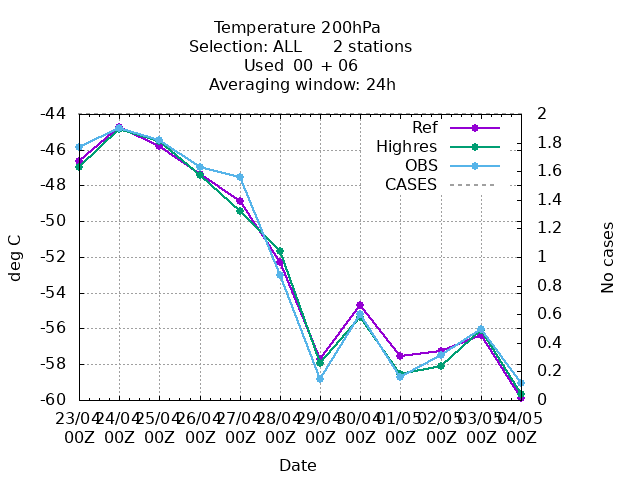 Temperature 200hPa
Selection: ALL 2 stations
Used 00 + 06
Averaging window: 24h
Ref
Highres
OBS
CASES
deg C
-44
-46
-48
-50
-52
-54
-56
-58
-60
2
1.8
1.6
1.4
1.2
1
0.8
0.6
0.4
0.2
0
No cases
23/04 24/04 25/04 26/04 27/04 28/04 29/04 30/04 01/05 02/05 03/05 04/05
00Z 00Z 00Z 00Z 00Z 00Z 00Z 00Z 00Z 00Z 00Z 00Z
Date